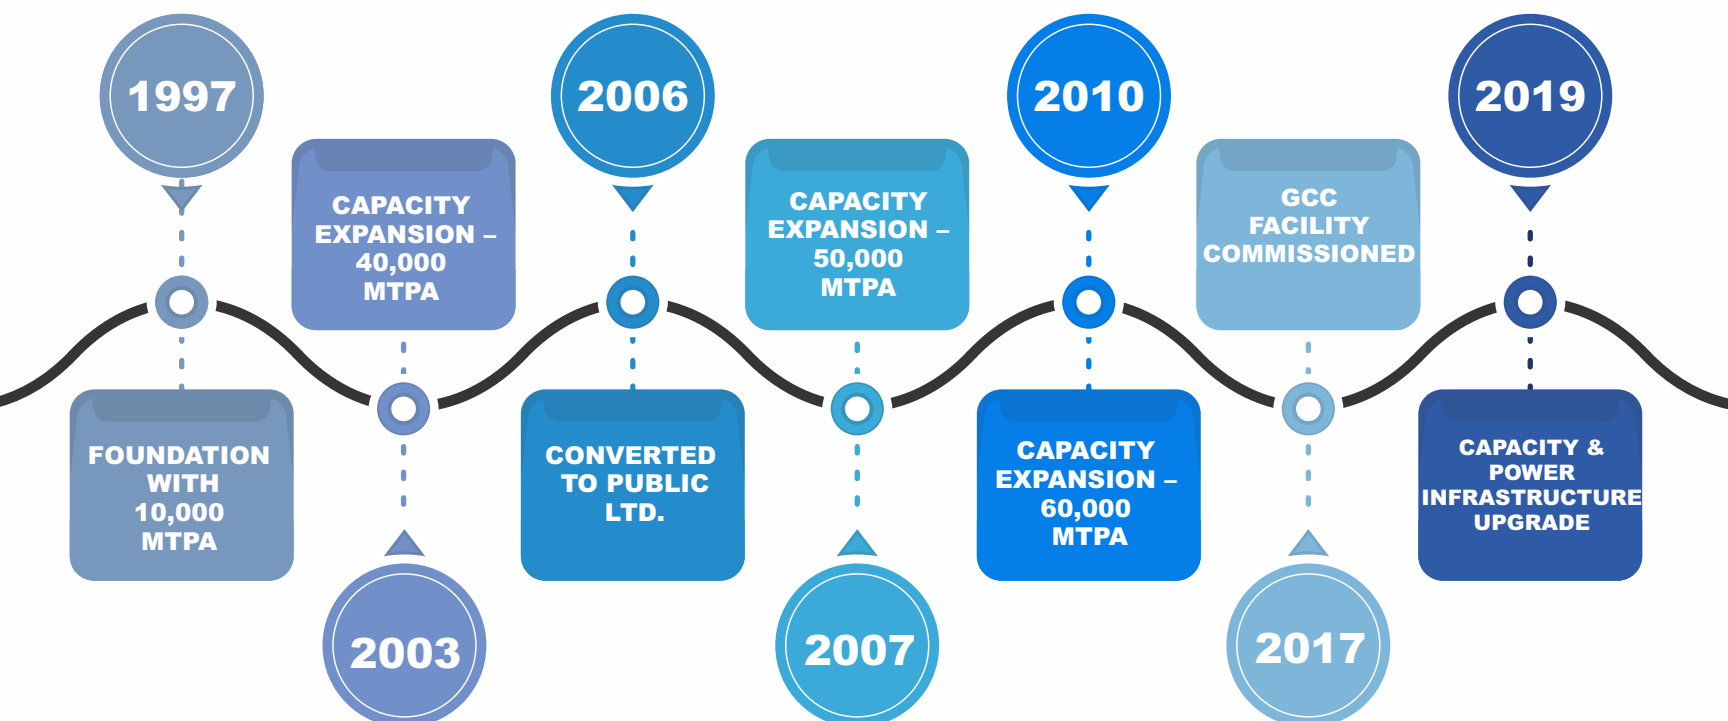 1997
FOUNDATION
WITH
10,000
MTPA
CAPACITY
EXPANSION –
40,000
MTPA
2003
2006
CONVERTED
TO PUBLIC
LTD.
CAPACITY
EXPANSION –
50,000
MTPA
2007
2010
CAPACITY
EXPANSION –
60,000
MTPA
GCC
FACILITY
COMMISSIONED
2017
2019
CAPACITY &
POWER
INFRASTRUCTURE
UPGRADE